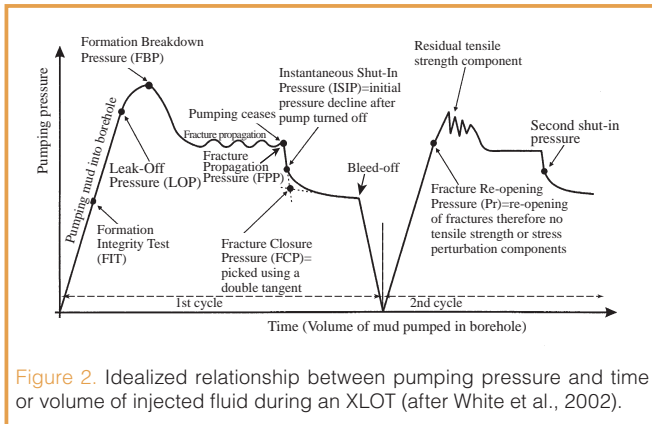 Formation Breakdown
Pressure (FBP)
Pumping pressure
Pumping mud into borehole
Leak-Off
Pressure (LOP)
Formation
Integrity Test
(FIT)
Pumping ceases
Fracture propagation
Fracture
Propagation
Pressure (FPP)
Instantaneous Shut-In
Pressure (ISIP)=initial
pressure decline after
pump turned off
Bleed-off
Fracture Closure
Pressure (FCP)=
picked using a
double tangent
Residual tensile
strength component
Second shut-in
pressure
Fracture Re-opening
Pressure (Pr)=re-opening
of fractures therefore no
tensile strength or stress
perturbation components
1st cycle
2nd cycle
Time (Volume of mud pumped in borehole)
Figure 2. Idealized relationship between pumping pressure and time
or volume of injected fluid during an XLOT (after White et al., 2002).